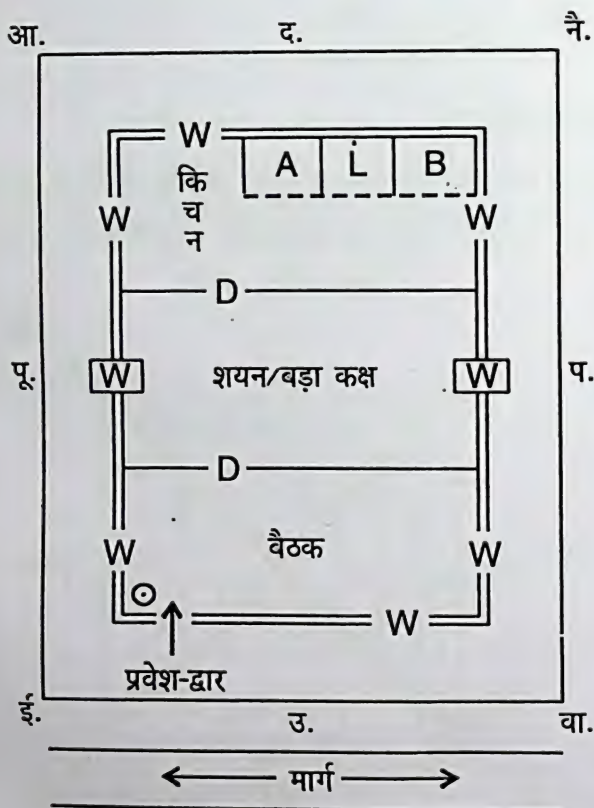 आ. द. नै.
W
कि
च
न
A L B
W W
D
पू. W शयन/बड़ा कक्ष W प.
D
W वैठक W
W
प्रवेश-द्वार
ई. उ. वा.
मार्ग